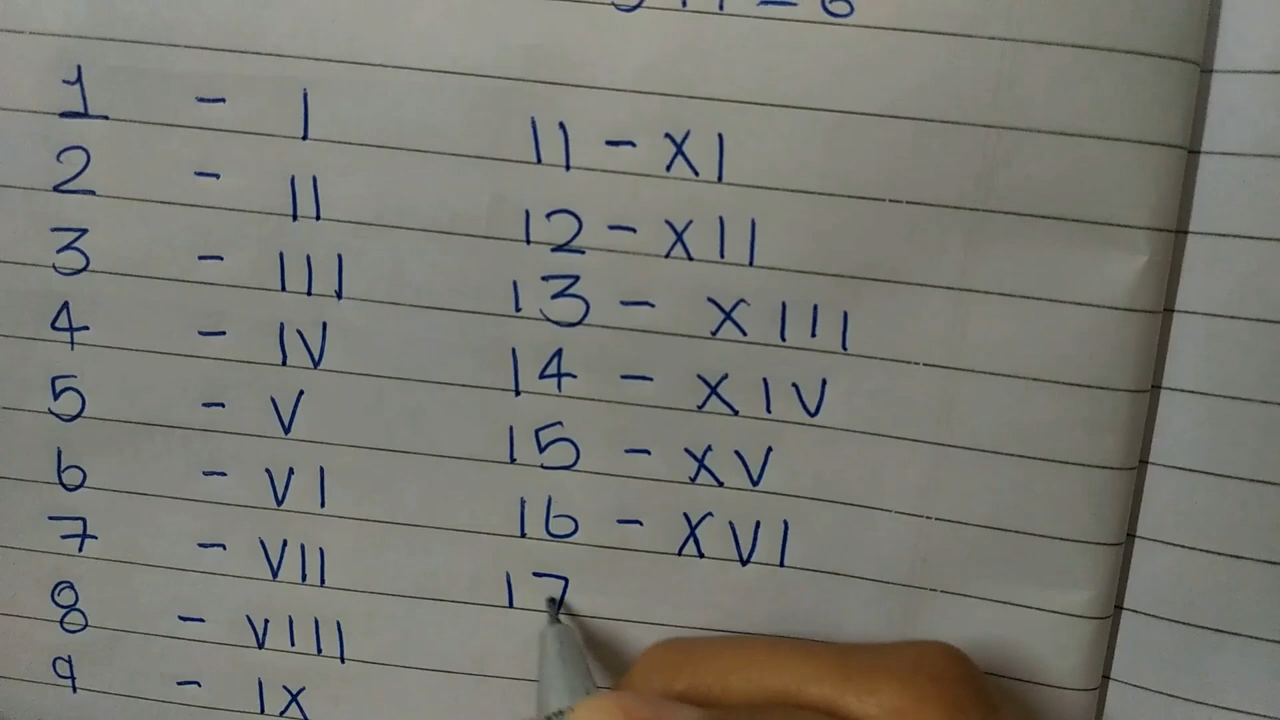 1 - I
2 - II
3 - III
4 - IV
5 - V
6 - VI
7 - VII
8 - VIII
9 - IX
11 - XI
12 - XII
13 - XIII
14 - XIV
15 - XV
16 - XVI
17